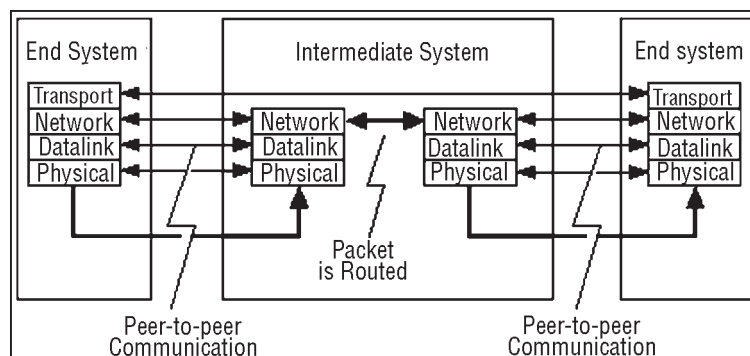 End System
Intermediate System
End system
Transport
Network
Datalink
Physical
Network
Datalink
Physical
Network
Datalink
Physical
Transport
Network
Datalink
Physical
Packet
is Routed
Peer-to-peer
Communication
Peer-to-peer
Communication